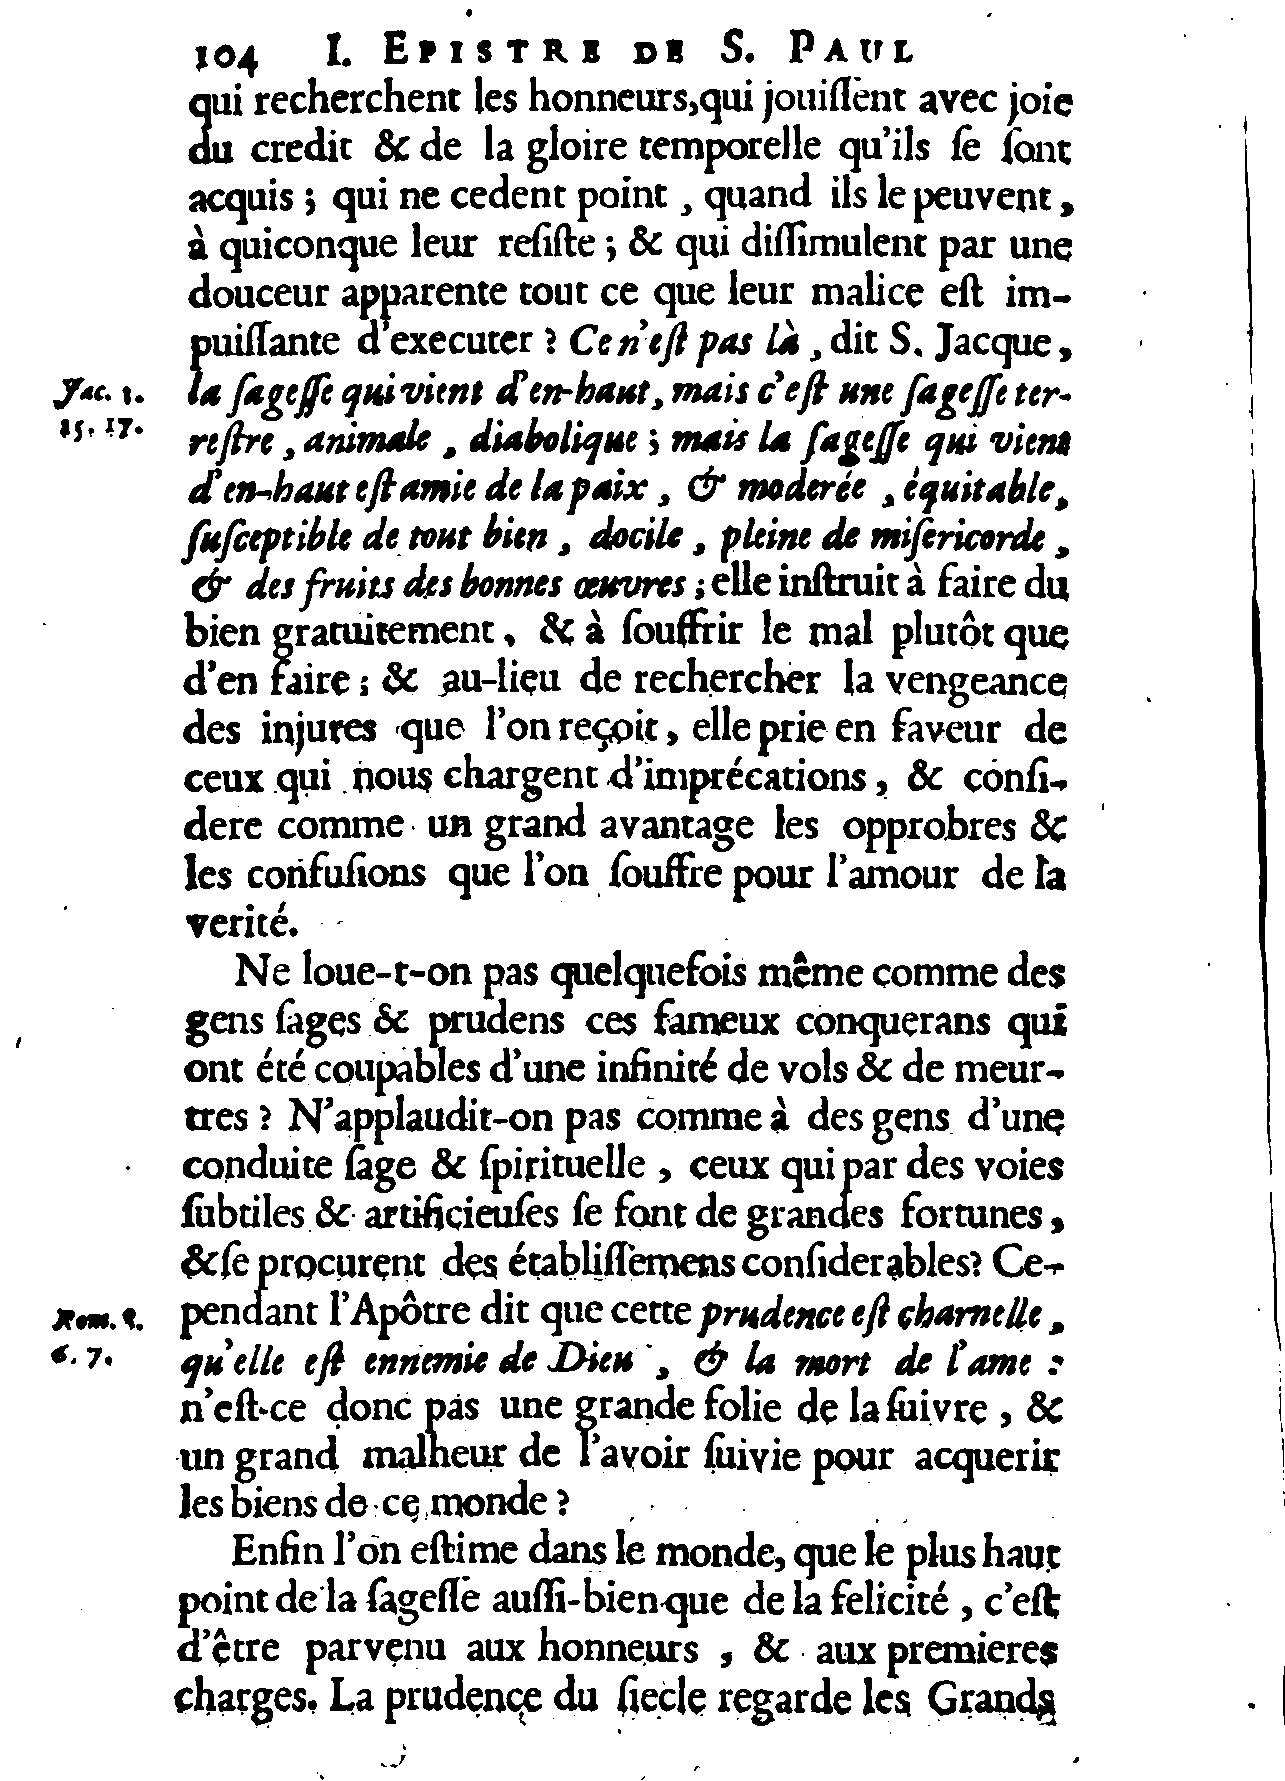 104 I. EPISTRE DE S. PAUL
qui recherchent les honneurs, qui jouiſſent avec joie
du credit & de la gloire temporelle qu'ils ſe ſont
acquis ; qui ne cedent point , quand ils le peuvent ,
à quiconque leur reſiſte ; & qui diſſimulent par une
douceur apparente tout ce que leur malice eſt im-
puiſſante d'executer ? Ce n'eſt pas là , dit S. Jacque ,
Jac. 1.
15. 17.
la ſageſſe qui vient d'en-haut, mais c'eſt une ſageſſe ter-
reſtre , animale , diabolique ; mais la ſageſſe qui vient
d'en-haut eſt amie de la paix , & moderée , équitable,
ſuſceptible de tout bien , docile , pleine de miſericorde ,
& des fruits des bonnes œuvres ; elle inſtruit à faire du
bien gratuitement , & à ſouffrir le mal plutôt que
d'en faire ; & au-lieu de rechercher la vengeance
des injures que l'on reçoit , elle prie en faveur de
ceux qui nous chargent d'imprécations , & conſi-
dere comme un grand avantage les opprobres &
les confuſions que l'on ſouffre pour l'amour de la
verité.
Ne loue-t-on pas quelquefois même comme des
gens ſages & prudens ces fameux conquerans qui
ont été coupables d'une infinité de vols & de meur-
tres ? N'applaudit-on pas comme à des gens d'une
conduite ſage & ſpirituelle , ceux qui par des voies
ſubtiles & artificieuſes ſe font de grandes fortunes ,
& ſe procurent des établiſſemens conſiderables ? Ce-
Rom. 8.
6. 7.
pendant l'Apôtre dit que cette prudence eſt charnelle ,
qu'elle eſt ennemie de Dieu , & la mort de l'ame :
n'eſt-ce donc pas une grande folie de la ſuivre , &
un grand malheur de l'avoir ſuivie pour acquerir
les biens de ce monde ?
Enfin l'on eſtime dans le monde, que le plus haut
point de la ſageſſe auſſi-bien que de la felicité , c'eſt
d'être parvenu aux honneurs , & aux premieres
charges. La prudence du ſiecle regarde les Grands